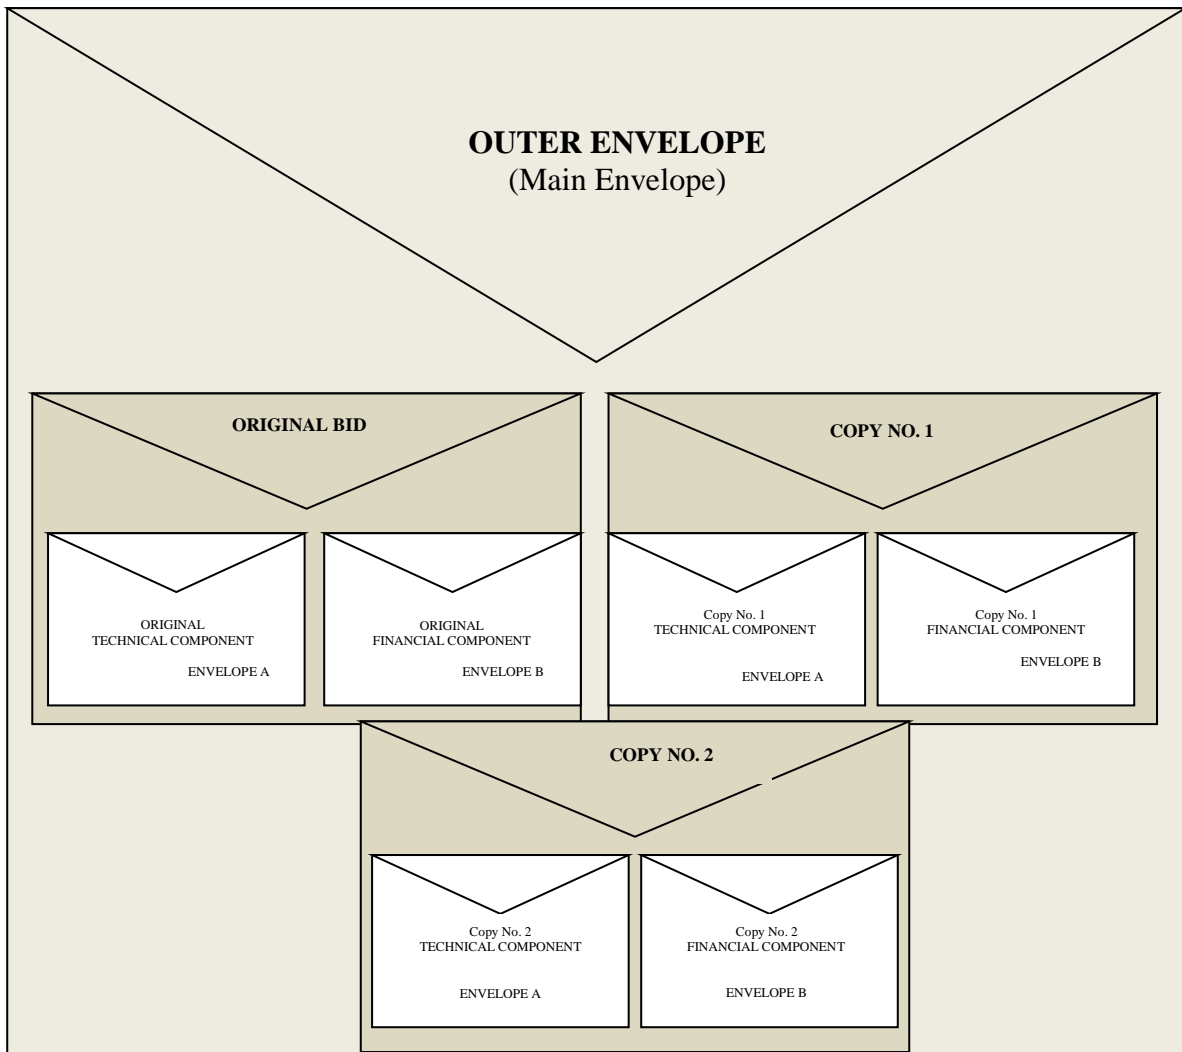 OUTER ENVELOPE
(Main Envelope)
ORIGINAL BID
ORIGINAL
TECHNICAL COMPONENT
ENVELOPE A
ORIGINAL
FINANCIAL COMPONENT
ENVELOPE B
COPY NO. 1
Copy No. 1
TECHNICAL COMPONENT
ENVELOPE A
Copy No. 1
FINANCIAL COMPONENT
ENVELOPE B
COPY NO. 2
Copy No. 2
TECHNICAL COMPONENT
ENVELOPE A
Copy No. 2
FINANCIAL COMPONENT
ENVELOPE B